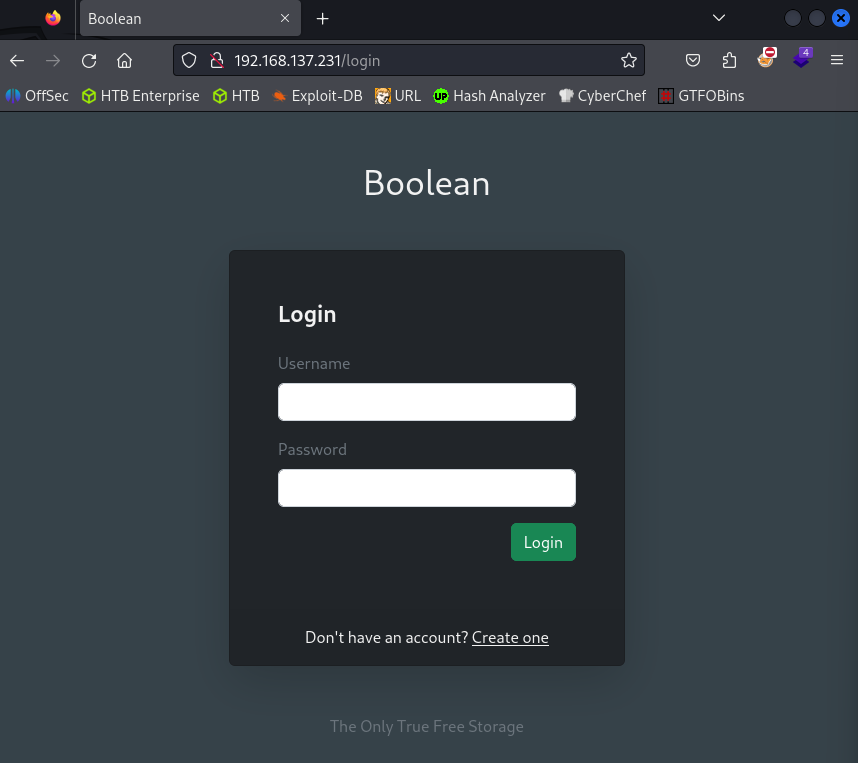 Boolean
192.168.137.231/login
4
OffSec HTB Enterprise HTB Exploit-DB URL UP Hash Analyzer CyberChef GTFOBins
Boolean
Login
Username
Password
Login
Don't have an account? Create one
The Only True Free Storage